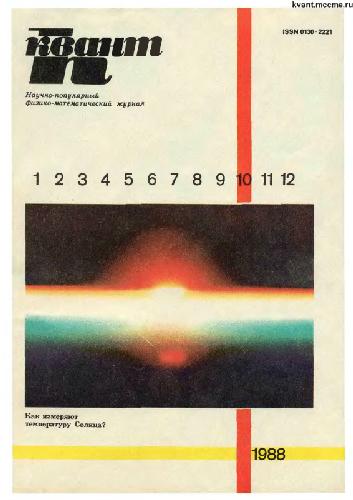 kvant.mccme.ru
квант
ISSN 0130-2221
Научно-популярный
физико-математический журнал
1 2 3 4 5 6 7 8 9 10 11 12
Как измеряют
температуру Солнца?
1988